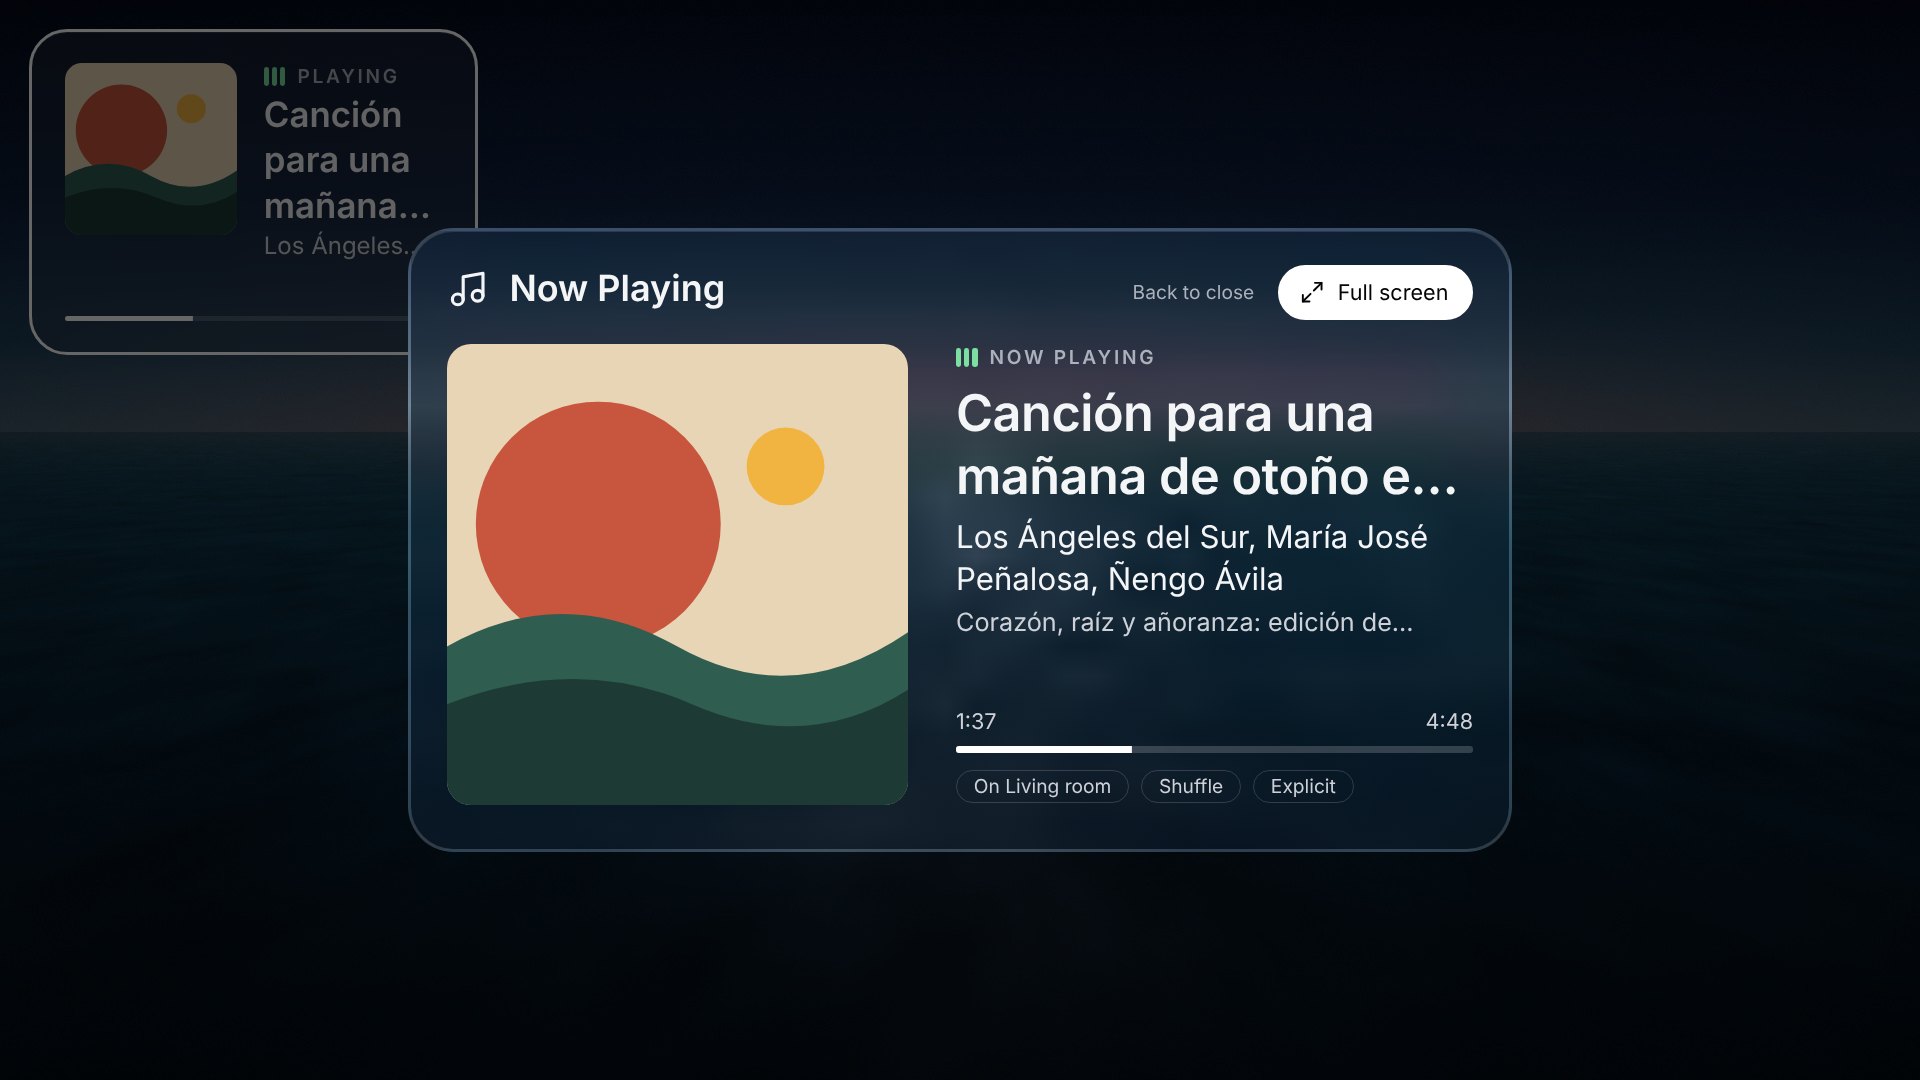 PLAYING
Canción
para una
mañana...
Los Ángeles...
Now Playing
Back to close
Full screen
NOW PLAYING
Canción para una
mañana de otoño e...
Los Ángeles del Sur, María José
Peñalosa, Ñengo Ávila
Corazón, raíz y añoranza: edición de...
1:37
4:48
On Living room
Shuffle
Explicit